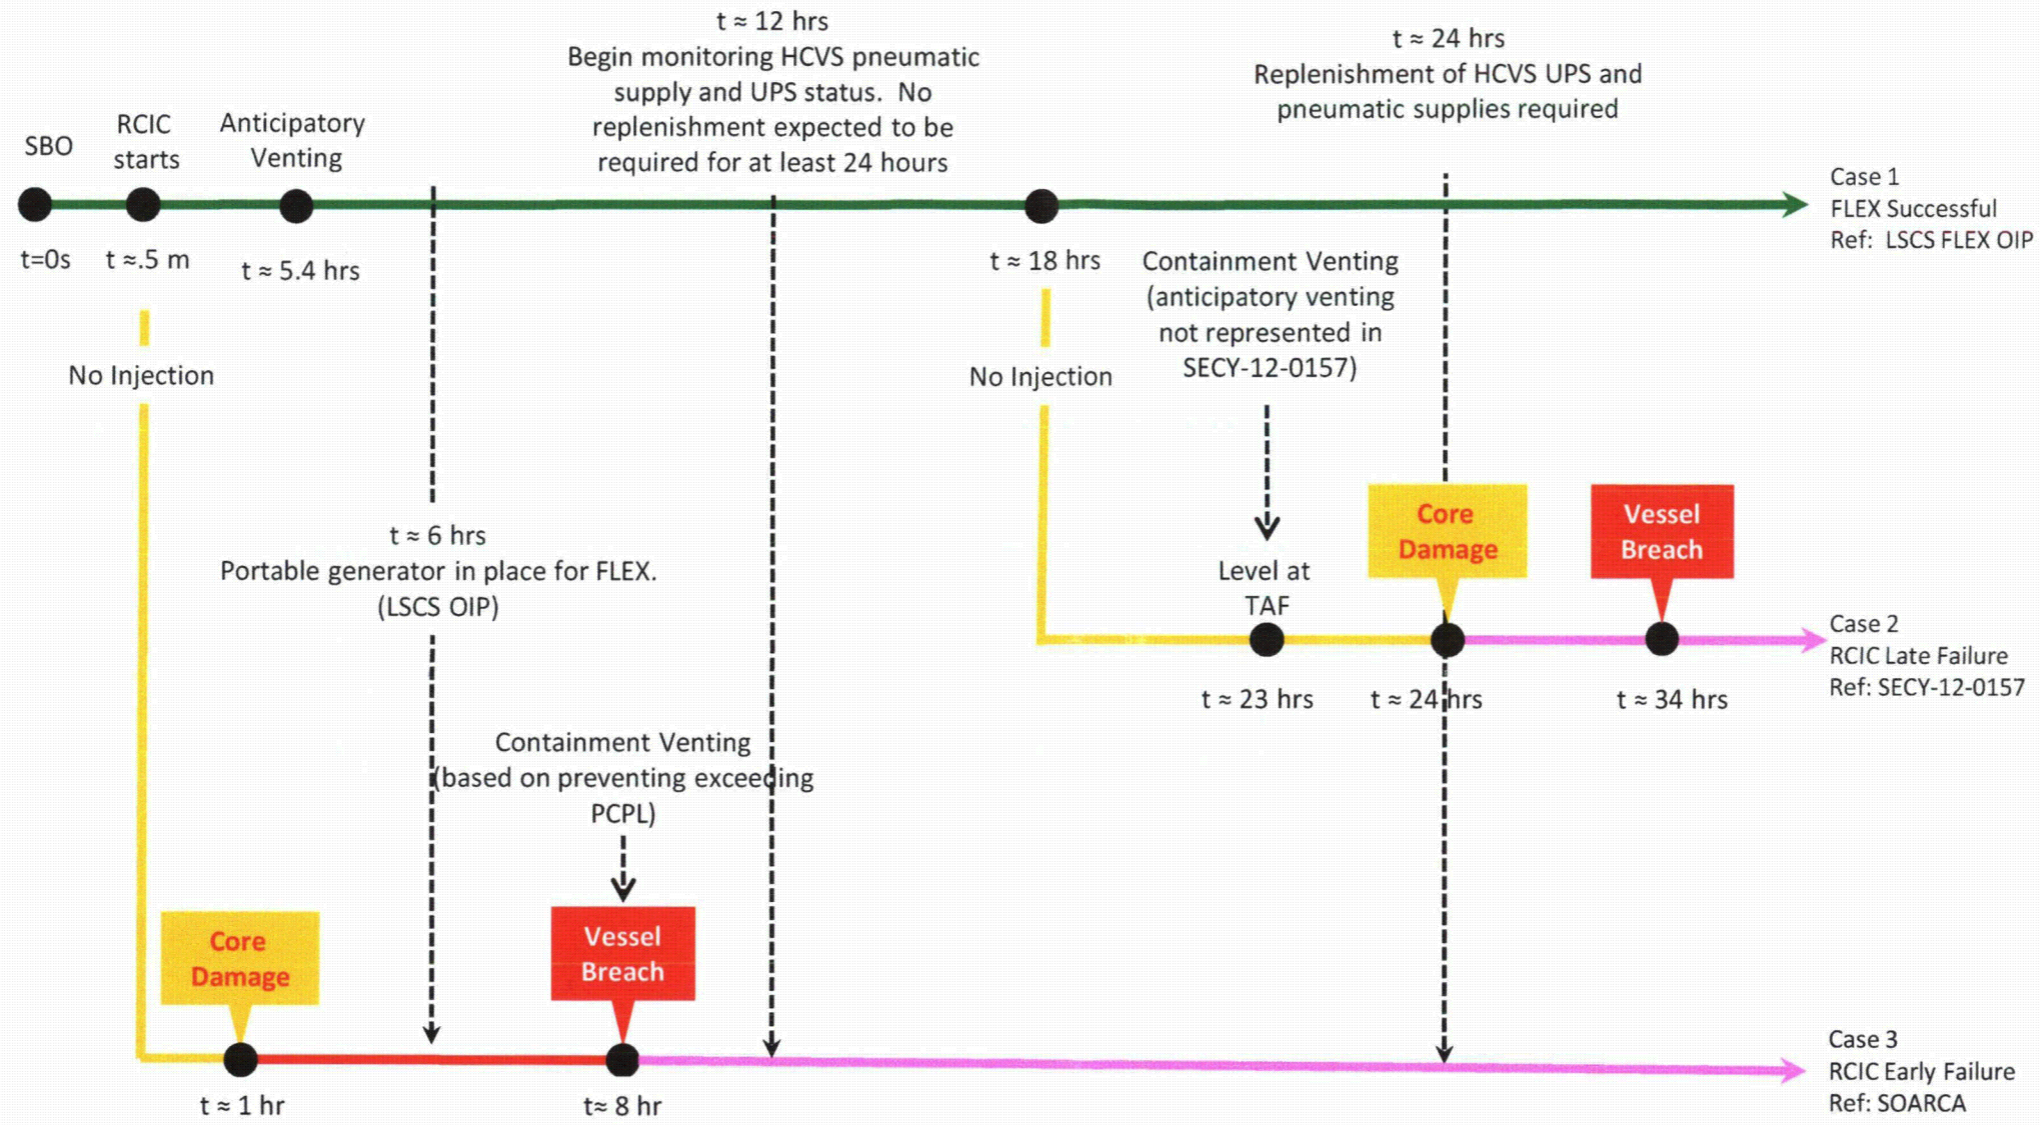 t ≈ 12 hrs
Begin monitoring HCVS pneumatic
supply and UPS status.  No
replenishment expected to be
required for at least 24 hours
t ≈ 24 hrs
Replenishment of HCVS UPS and
pneumatic supplies required
SBO
RCIC
starts
Anticipatory
Venting
t=0s
t ≈.5 m
t ≈ 5.4 hrs
t ≈ 18 hrs
Case 1
FLEX Successful
Ref:  LSCS FLEX OIP
No Injection
No Injection
Containment Venting
(anticipatory venting
not represented in
SECY-12-0157)
t ≈ 6 hrs
Portable generator in place for FLEX.
(LSCS OIP)
Level at
TAF
Core
Damage
Vessel
Breach
t ≈ 23 hrs
t ≈ 24 hrs
t ≈ 34 hrs
Case 2
RCIC Late Failure
Ref: SECY-12-0157
Containment Venting
(based on preventing exceeding
PCPL)
Core
Damage
Vessel
Breach
t ≈ 1 hr
t≈ 8 hr
Case 3
RCIC Early Failure
Ref: SOARCA